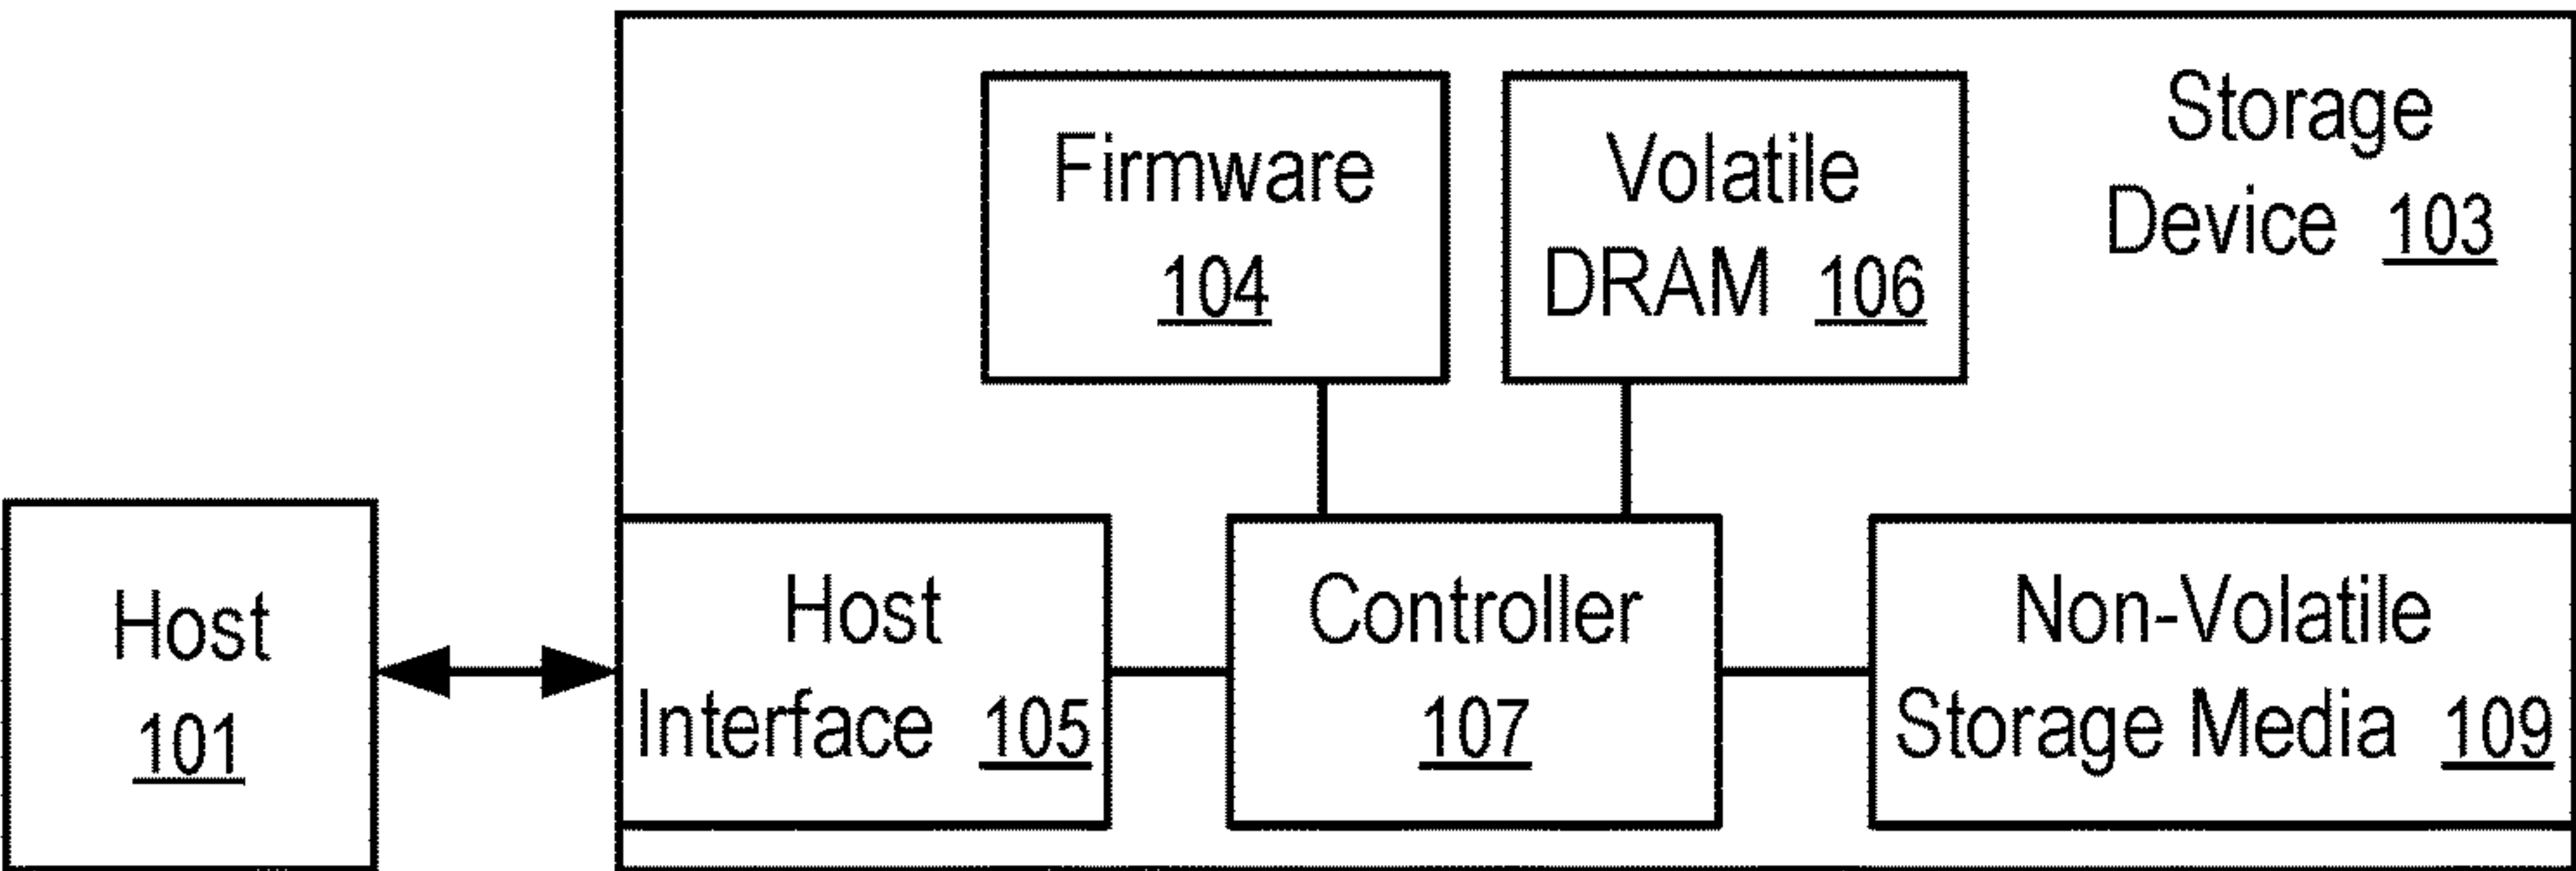 Firmware
104
Volatile
DRAM 106
Storage
Device 103
Host
101
Host
Interface 105
Controller
107
Non-Volatile
Storage Media 109